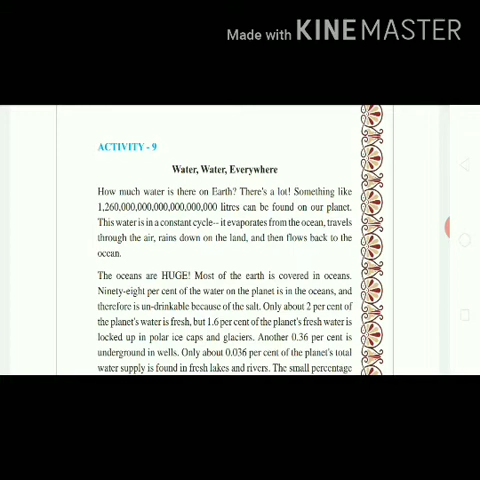 Made with KINEMASTER
ACTIVITY - 9
Water, Water, Everywhere
How much water is there on Earth? There's a lot! Something like
1,260,000,000,000,000,000,000 litres can be found on our planet.
This water is in a constant cycle-- it evaporates from the ocean, travels
through the air, rains down on the land, and then flows back to the
ocean.
The oceans are HUGE! Most of the earth is covered in oceans.
Ninety-eight per cent of the water on the planet is in the oceans, and
therefore is un-drinkable because of the salt. Only about 2 per cent of
the planet's water is fresh, but 1.6 per cent of the planet's fresh water is
locked up in polar ice caps and glaciers. Another 0.36 per cent is
underground in wells. Only about 0.036 per cent of the planet's total
water supply is found in fresh lakes and rivers. The small percentage